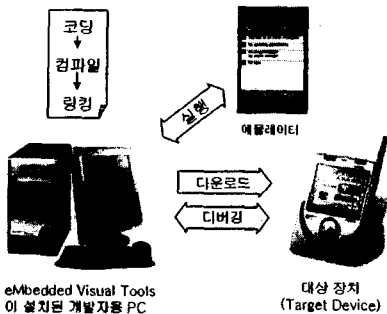 코딩
컴파일
링킹
실행
에뮬레이터
다운로드
디버깅
eMbedded Visual Tools
이 설치된 개발자용 PC
대상 장치
(Target Device)